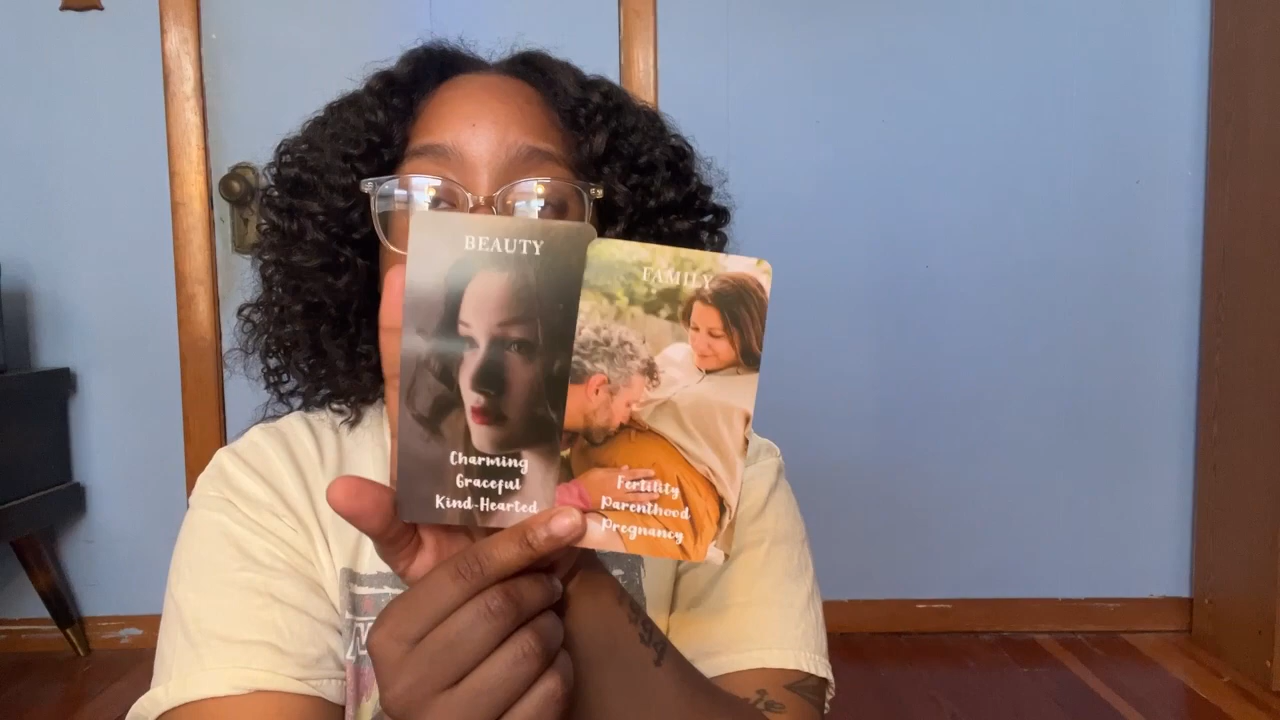 BEAUTY
Charming
Graceful
Kind-Hearted
FAMILY
Fertility
Parenthood
Pregnancy